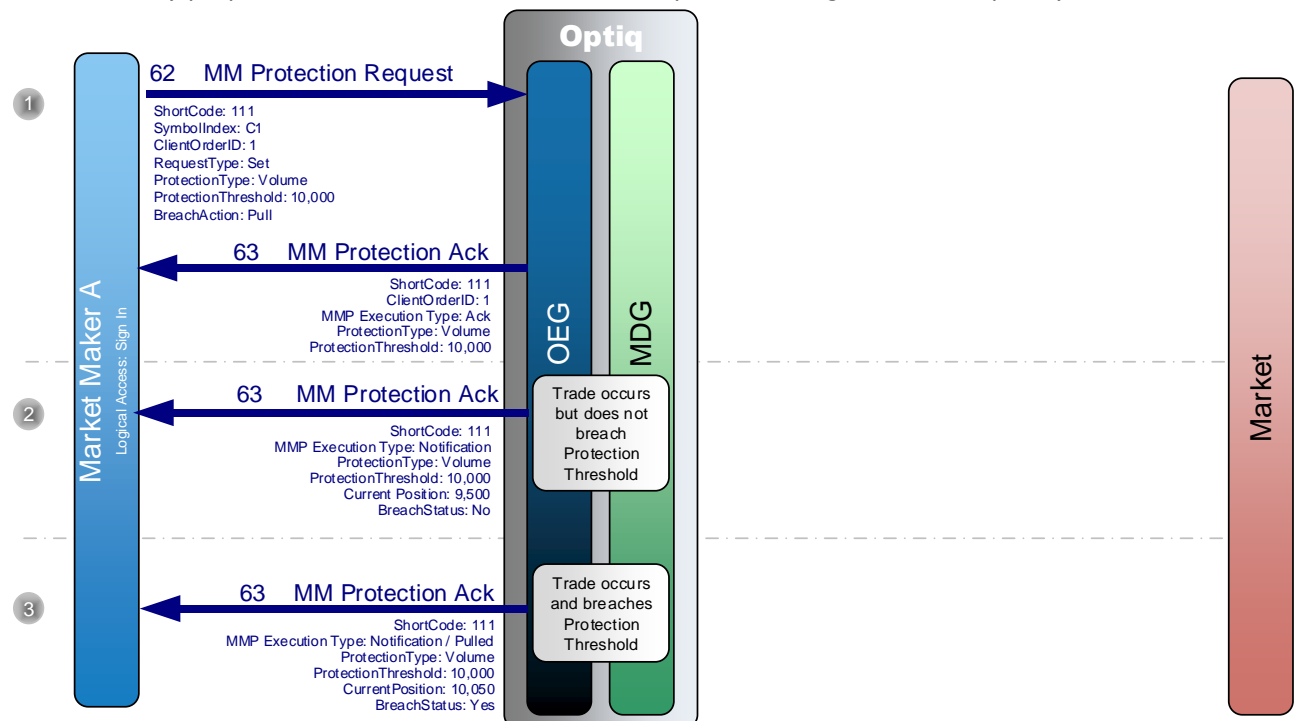 Optiq
62 MM Protection Request
1
ShortCode: 111
SymbolIndex: C1
ClientOrderID: 1
RequestType: Set
ProtectionType: Volume
ProtectionThreshold: 10,000
BreachAction: Pull
63 MM Protection Ack
ShortCode: 111
ClientOrderID: 1
MMP Execution Type: Ack
ProtectionType: Volume
ProtectionThreshold: 10,000
Market Maker A
Logical Access: Sign In
OEG
MDG
Market
2
63 MM Protection Ack
ShortCode: 111
MMP Execution Type: Notification
ProtectionType: Volume
ProtectionThreshold: 10,000
Current Position: 9,500
BreachStatus: No
Trade occurs
but does not
breach
Protection
Threshold
3
63 MM Protection Ack
ShortCode: 111
MMP Execution Type: Notification / Pulled
ProtectionType: Volume
ProtectionThreshold: 10,000
CurrentPosition: 10,050
BreachStatus: Yes
Trade occurs
and breaches
Protection
Threshold